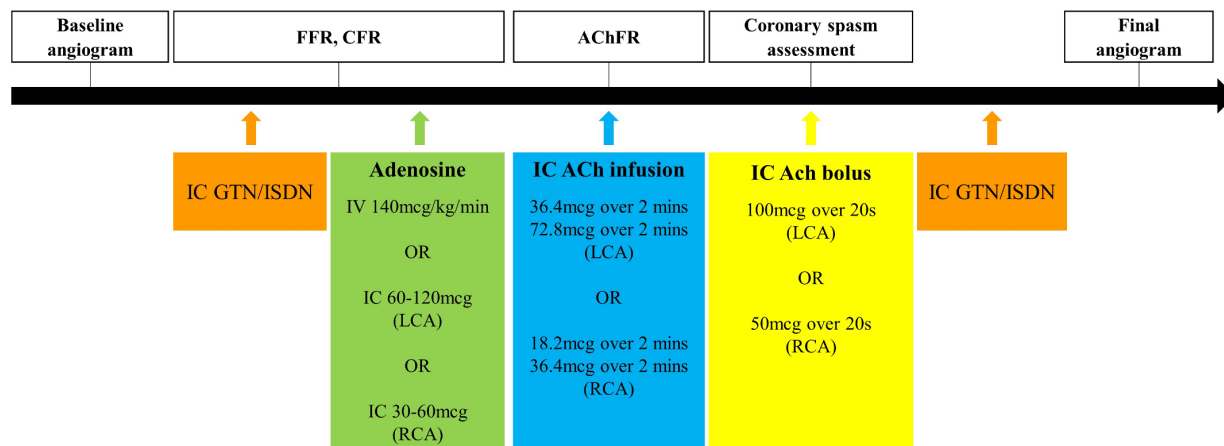 Baseline
angiogram
FFR, CFR
AChFR
Coronary spasm
assessment
Final
angiogram
IC GTN/ISDN
Adenosine
IV 140mcg/kg/min
OR
IC 60-120mcg
(LCA)
OR
IC 30-60mcg
(RCA)
IC ACh infusion
36.4mcg over 2 mins
72.8mcg over 2 mins
(LCA)
OR
18.2mcg over 2 mins
36.4mcg over 2 mins
(RCA)
IC Ach bolus
100mcg over 20s
(LCA)
OR
50mcg over 20s
(RCA)
IC GTN/ISDN